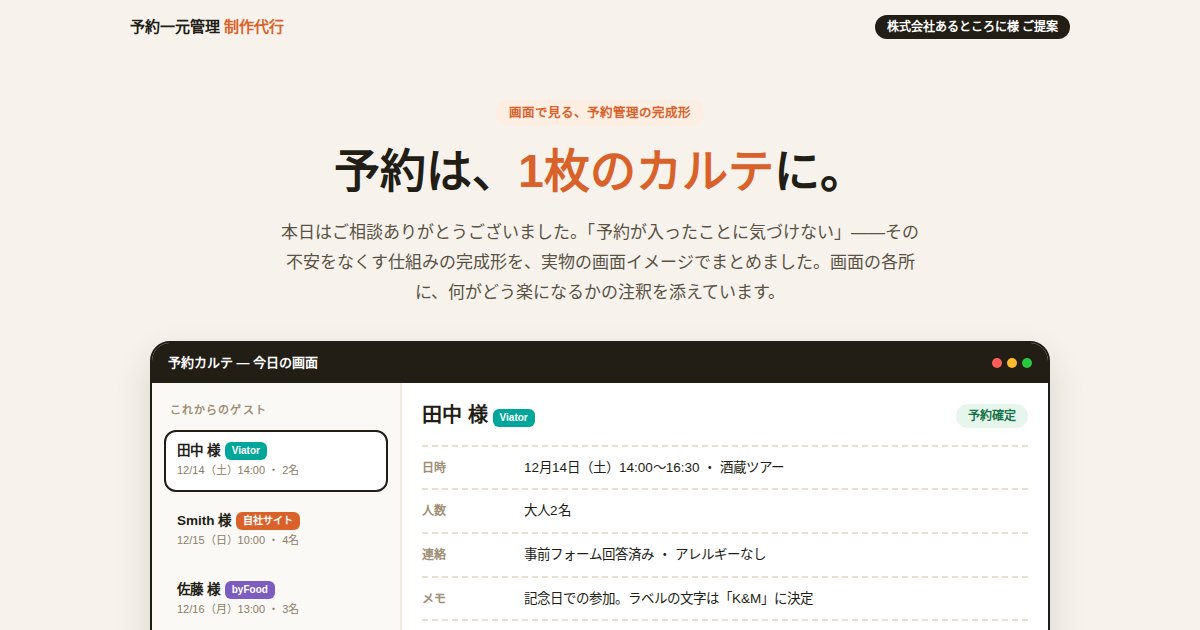 予約一元管理 制作代行
株式会社あるところに様 ご提案
画面で見る、予約管理の完成形
予約は、1枚のカルテに。
本日はご相談ありがとうございました。「予約が入ったことに気づけない」——その
不安をなくす仕組みの完成形を、実物の画面イメージでまとめました。画面の各所
に、何がどう楽になるかの注釈を添えています。
予約カルテ — 今日の画面
これからのゲスト
田中 様 Viator
12/14（土）14:00 ・ 2名
Smith 様 自社サイト
12/15（日）10:00 ・ 4名
佐藤 様 byFood
12/16（月）13:00 ・ 3名
田中 様 Viator
予約確定
日時 12月14日（土）14:00〜16:30 ・ 酒蔵ツアー
人数 大人2名
連絡 事前フォーム回答済み ・ アレルギーなし
メモ 記念日での参加。ラベルの文字は「K&M」に決定